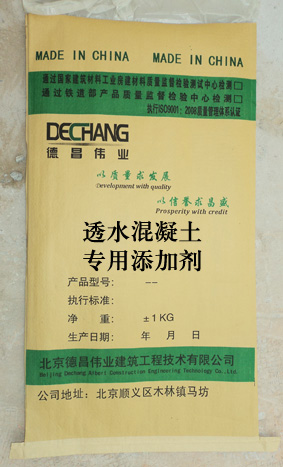 MADE IN CHINA MADE IN CHINA
通过国家建筑材料工业房建材料质量监督检验测试中心检测□
通过铁道部产品质量监督检验中心检测□
执行ISO9001：2008质量管理体系认证
DECHANG
德昌伟业
以质量求发展
Development with quality
以信誉求昌盛
Prosperity with credit
透水混凝土
专用添加剂
产品型号： --
执行标准：
净 重： ±1KG
生产日期： 年 月 日
北京德昌伟业建筑工程技术有限公司
Beijing Dechang Albert Construction Engineering Technology Co.,Ltd
公司地址：北京顺义区木林镇马坊